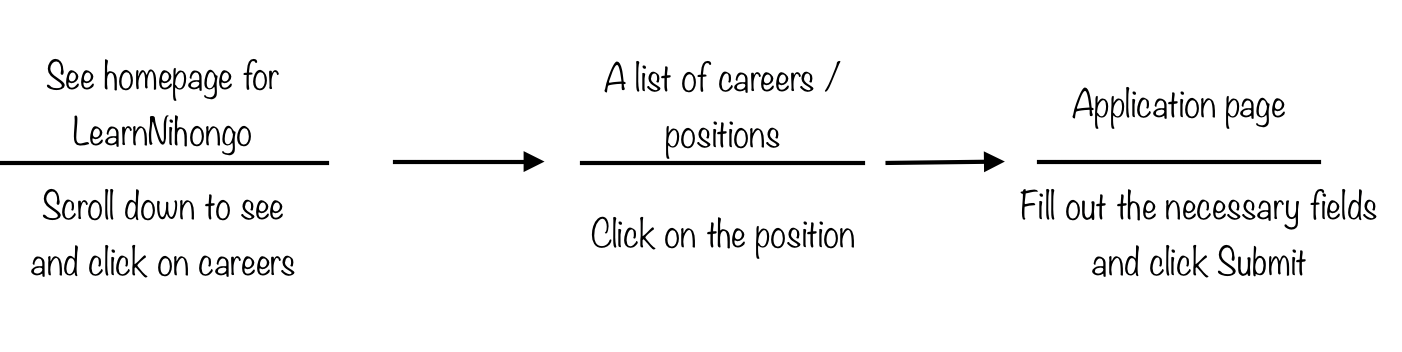 See homepage for
LearnNihongo
Scroll down to see
and click on careers
A list of careers /
positions
Click on the position
Application page
Fill out the necessary fields
and click Submit